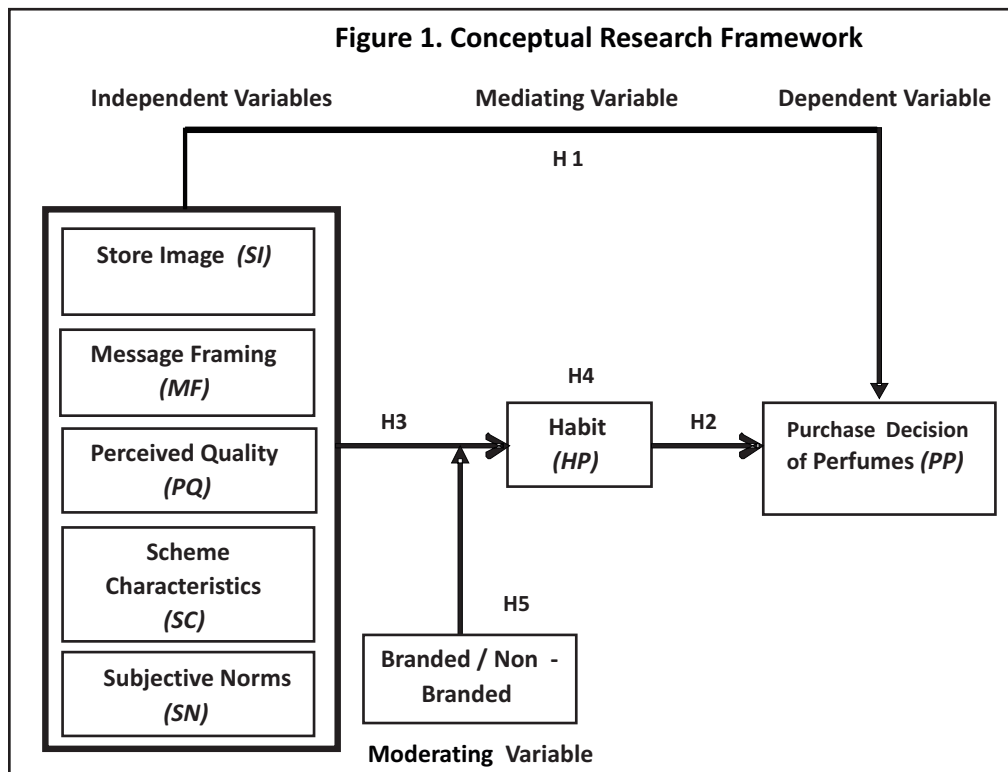 Figure 1. Conceptual Research Framework
Independent Variables
Mediating Variable
Dependent Variable
H 1
Store Image (SI)
Message Framing
(MF)
Perceived Quality
(PQ)
Scheme
Characteristics
(SC)
Subjective Norms
(SN)
H3
H4
Habit
(HP)
H2
Purchase Decision
of Perfumes (PP)
H5
Branded / Non -
Branded
Moderating Variable